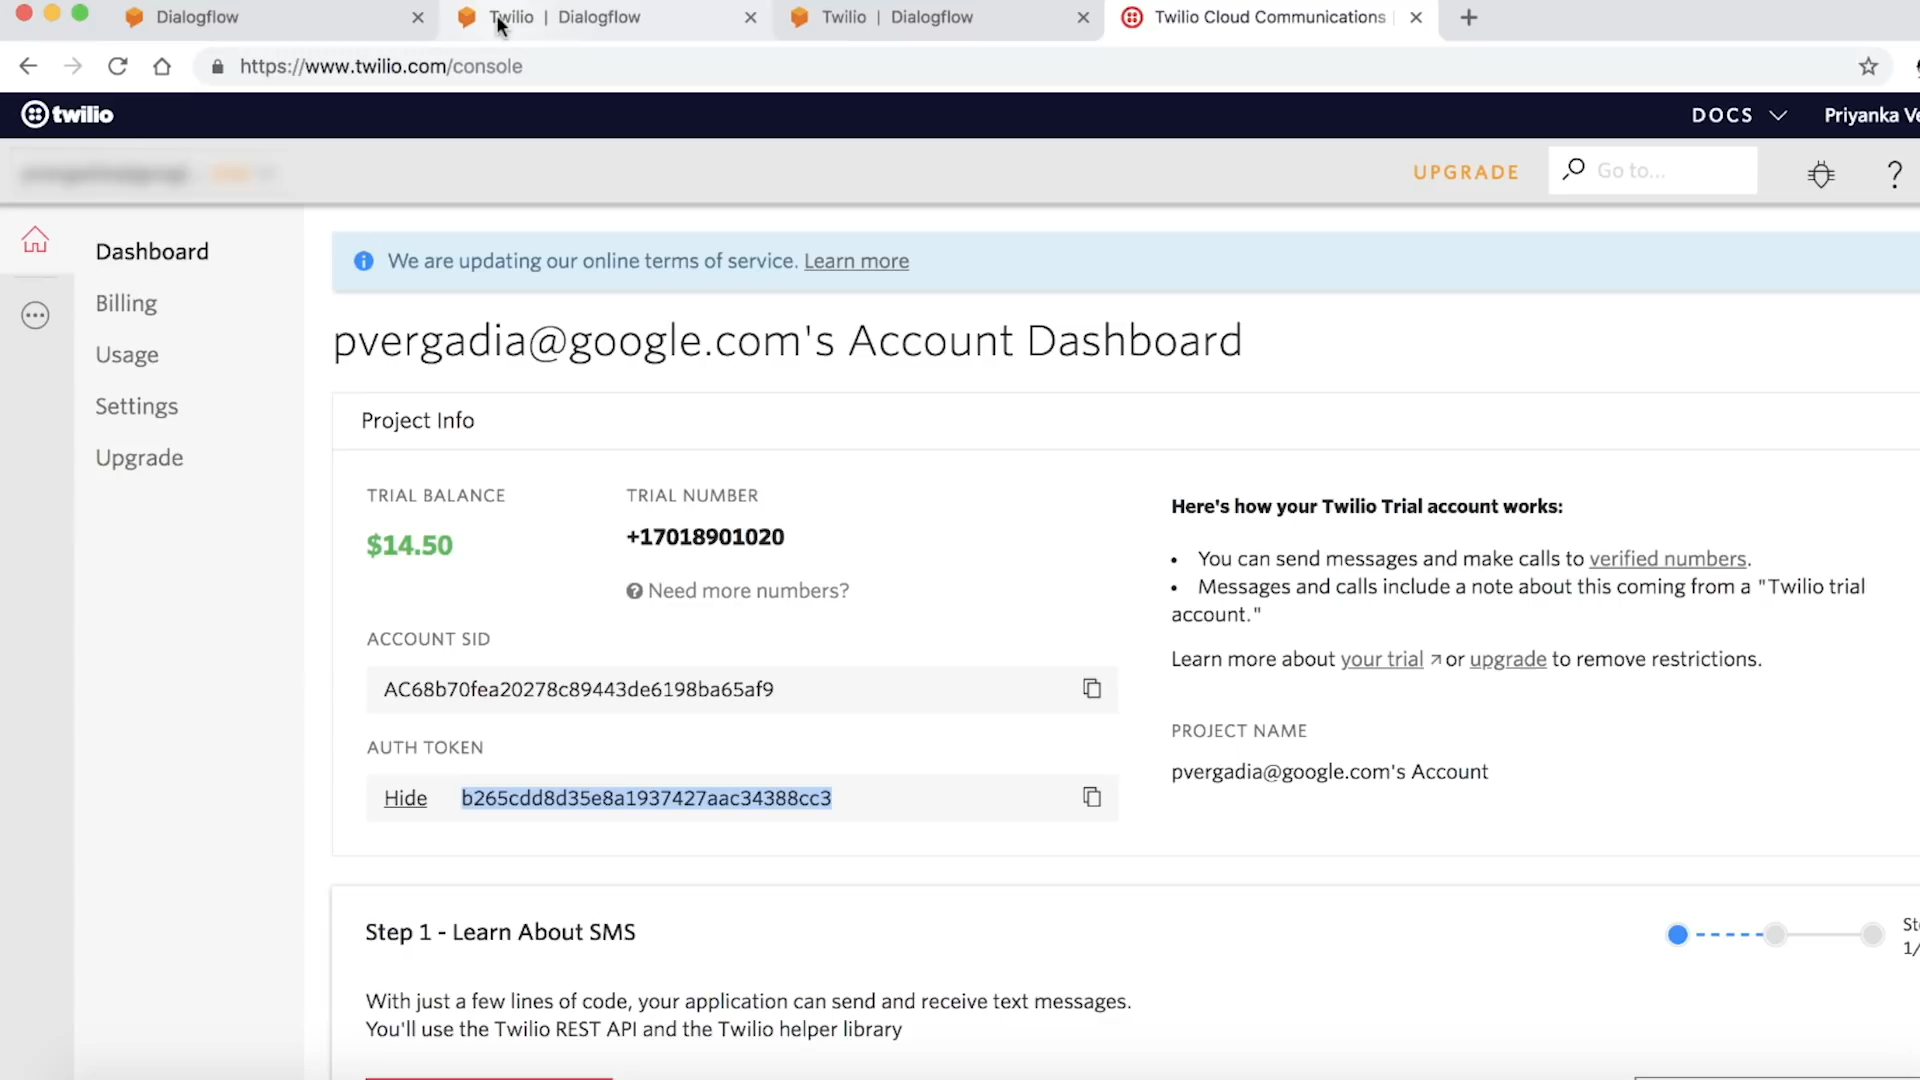 Dialogflow
Twilio | Dialogflow
Twilio | Dialogflow
Twilio Cloud Communications
https://www.twilio.com/console
twilio
DOCS
Priyanka Ve
UPGRADE
Go to...
Dashboard
Billing
Usage
Settings
Upgrade
We are updating our online terms of service. Learn more
pvergadia@google.com's Account Dashboard
Project Info
TRIAL BALANCE
$14.50
TRIAL NUMBER
+17018901020
Need more numbers?
ACCOUNT SID
AC68b70fea20278c89443de6198ba65af9
AUTH TOKEN
Hide b265cdd8d35e8a1937427aac34388cc3
Here's how your Twilio Trial account works:
• You can send messages and make calls to verified numbers.
• Messages and calls include a note about this coming from a "Twilio trial
account."
Learn more about your trial or upgrade to remove restrictions.
PROJECT NAME
pvergadia@google.com's Account
Step 1 - Learn About SMS
St
1/
With just a few lines of code, your application can send and receive text messages.
You'll use the Twilio REST API and the Twilio helper library